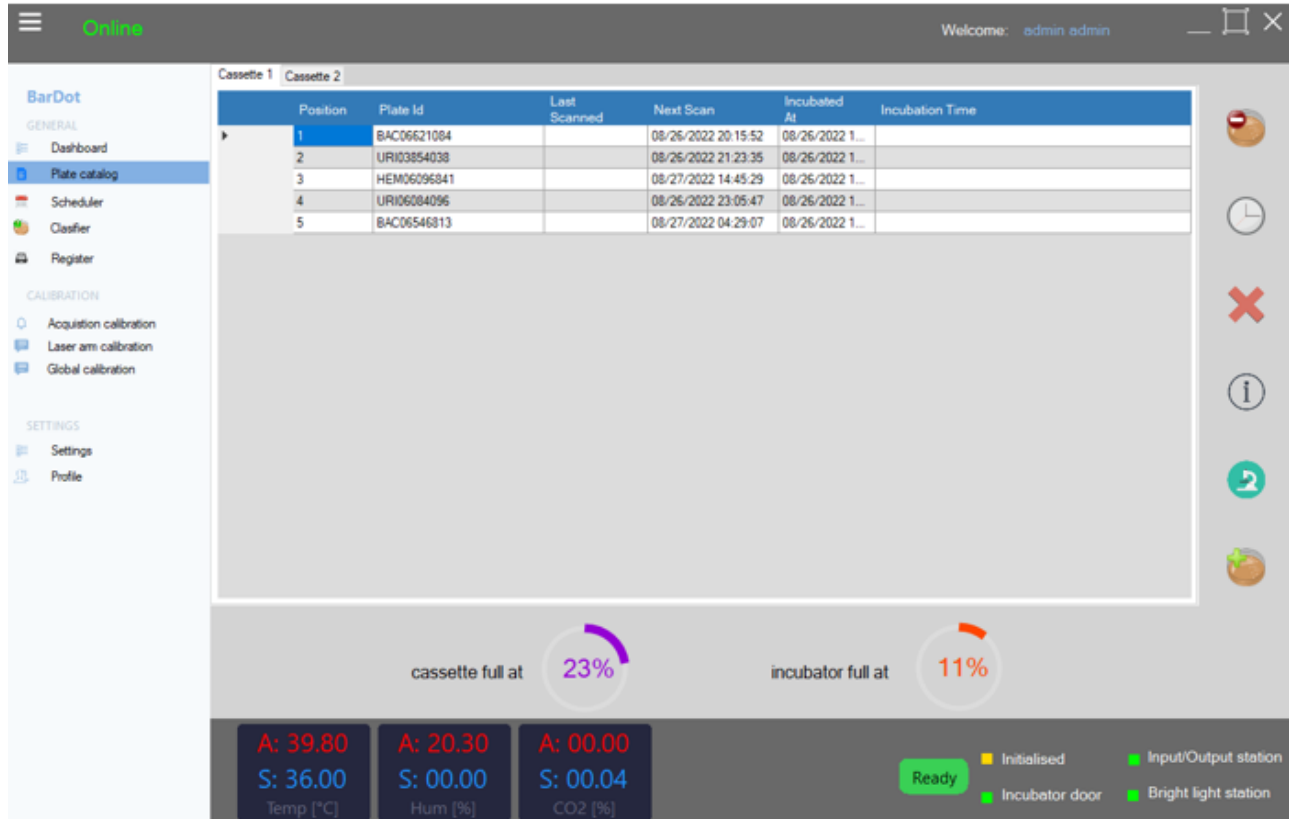 Online
Welcome: admin admin
BarDot
GENERAL
Dashboard
Plate catalog
Scheduler
Clasfier
Register
CALIBRATION
Acquistion calibration
Laser arm calibration
Global calibration
SETTINGS
Settings
Profile
Cassette 1 Cassette 2
Position Plate Id Last Scanned Next Scan Incubated At Incubation Time
1 BAC06621084 08/26/2022 20:15:52 08/26/2022 1...
2 URI03854038 08/26/2022 21:23:35 08/26/2022 1...
3 HEM06096841 08/27/2022 14:45:29 08/26/2022 1...
4 URI06084096 08/26/2022 23:05:47 08/26/2022 1...
5 BAC06546813 08/27/2022 04:29:07 08/26/2022 1...
cassette full at 23% incubator full at 11%
A: 39.80 A: 20.30 A: 00.00
S: 36.00 S: 00.00 S: 00.04
Temp [°C] Hum [%] CO2 [%]
Ready
Initialised Input/Output station
Incubator door Bright light station